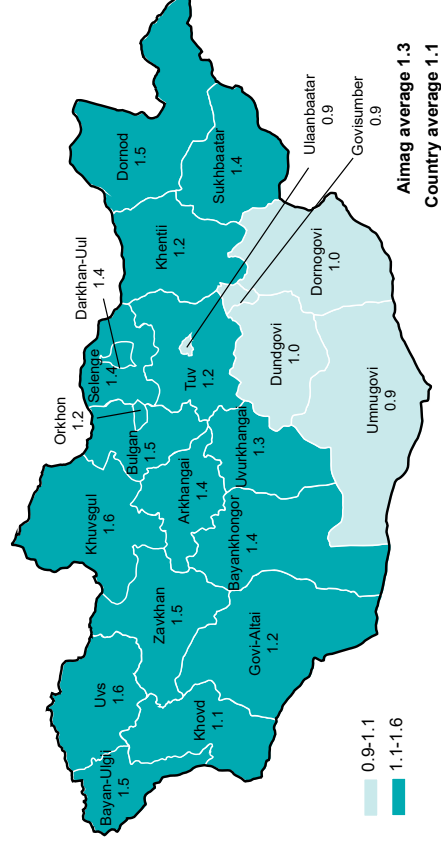 Bayan-Ulgii
1.5
Uvs
1.6
Khovd
1.1
Zavkhan
1.5
Govi-Altai
1.2
Khuvsgul
1.6
Bayankhongor
1.4
Arkhangai
1.4
Orkhon
1.2
Bulgan
1.5
Uvurkhangai
1.3
Selenge
1.4
Darkhan-Uul
1.4
Tuv
1.2
Khentii
1.2
Dornod
1.5
Sukhbaatar
1.4
Ulaanbaatar
0.9
Govisumber
0.9
Dundgovi
1.0
Dornogovi
1.0
Umnugovi
0.9
0.9-1.1
1.1-1.6
Aimag average 1.3
Country average 1.1